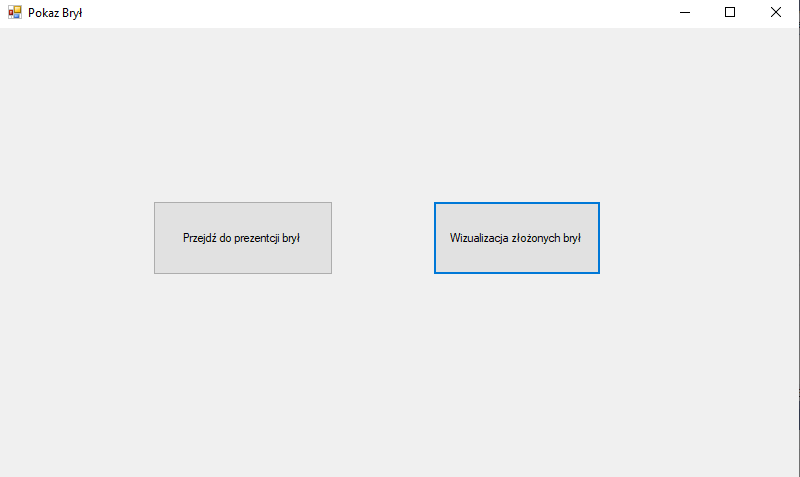 Pokaz Brył
Przejdź do prezentcji brył
Wizualizacja złożonych brył